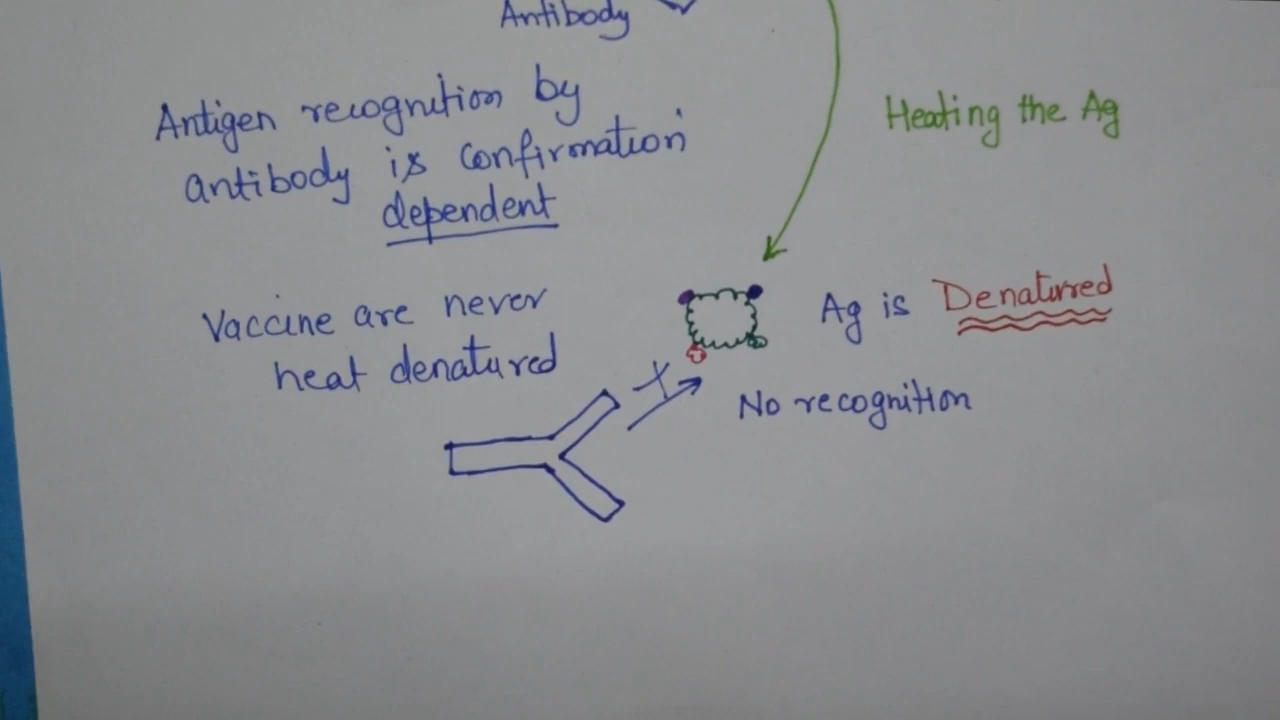 Antibody
Antigen recognition by
antibody is confirmation
dependent
Heating the Ag
Vaccine are never
heat denatured
Ag is Denatured
No recognition